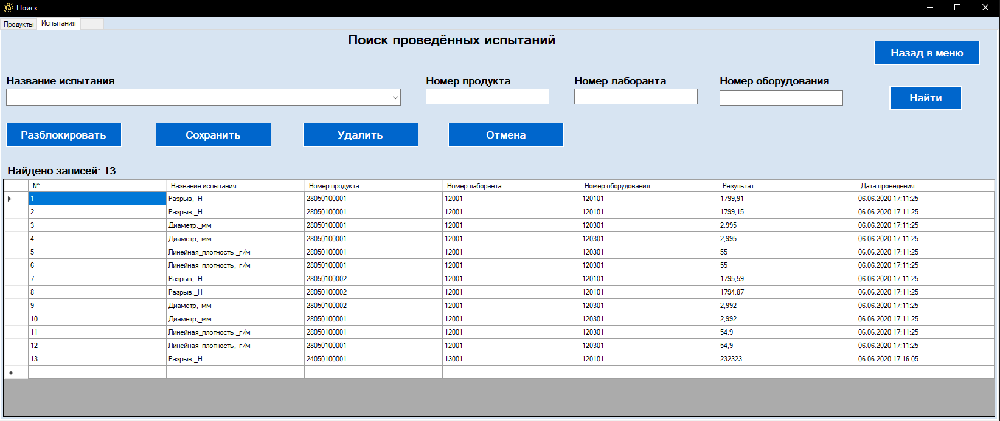 Поиск
Продукты Испытания
Поиск проведённых испытаний
Назад в меню
Название испытания Номер продукта Номер лаборанта Номер оборудования
Найти
Разблокировать Сохранить Удалить Отмена
Найдено записей: 13
№ Название испытания Номер продукта Номер лаборанта Номер оборудования Результат Дата проведения
1 Разрыв,_Н 28050100001 12001 120101 1799,91 06.06.2020 17:11:25
2 Разрыв,_Н 28050100001 12001 120101 1799,15 06.06.2020 17:11:25
3 Диаметр,_мм 28050100001 12001 120301 2,995 06.06.2020 17:11:25
4 Диаметр,_мм 28050100001 12001 120301 2,995 06.06.2020 17:11:25
5 Линейная_плотность,_г/м 28050100001 12001 120301 55 06.06.2020 17:11:25
6 Линейная_плотность,_г/м 28050100001 12001 120301 55 06.06.2020 17:11:25
7 Разрыв,_Н 28050100002 12001 120101 1795,59 06.06.2020 17:11:25
8 Разрыв,_Н 28050100002 12001 120101 1794,87 06.06.2020 17:11:25
9 Диаметр,_мм 28050100002 12001 120301 2,992 06.06.2020 17:11:25
10 Диаметр,_мм 28050100001 12001 120301 2,992 06.06.2020 17:11:25
11 Линейная_плотность,_г/м 28050100001 12001 120301 54,9 06.06.2020 17:11:25
12 Линейная_плотность,_г/м 28050100001 12001 120301 54,9 06.06.2020 17:11:25
13 Разрыв,_Н 24050100001 13001 120101 232323 06.06.2020 17:16:05